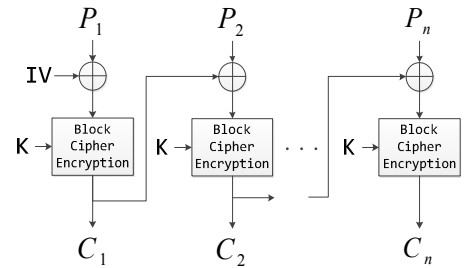 P1 P2 Pn
IV
Block Cipher Encryption
Block Cipher Encryption
Block Cipher Encryption
K K . . . K
C1 C2 Cn